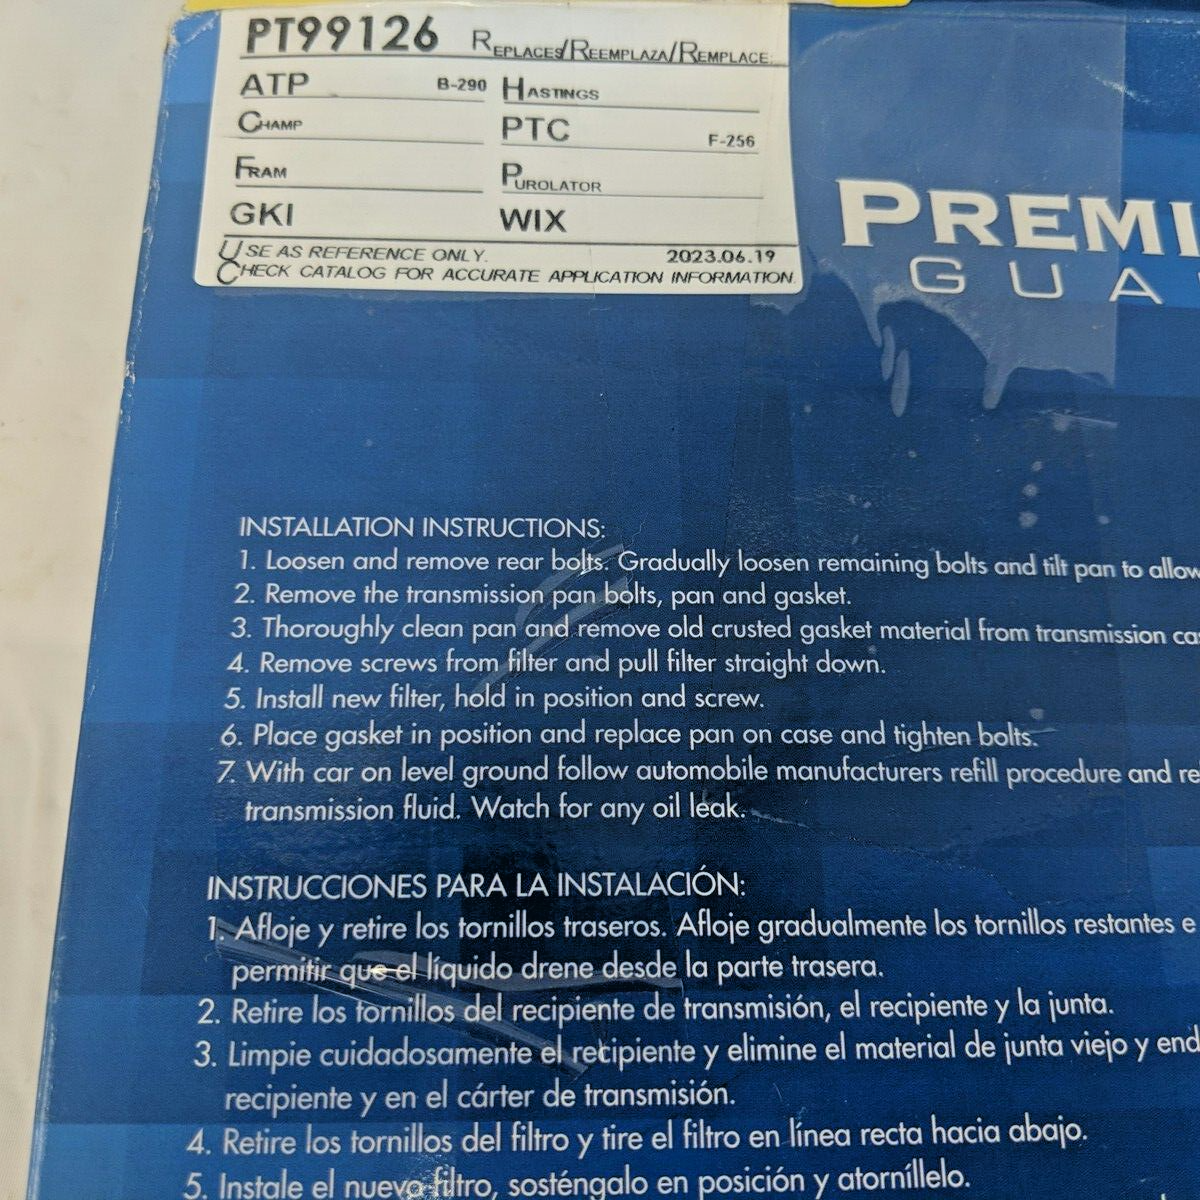 PT99126 REPLACES/REEMPLAZA/REMPLACE:
ATP B-290 HASTINGS
CHAMP PTC F-256
FRAM PUROLATOR
GKI WIX
USE AS REFERENCE ONLY. 2023.06.19
CHECK CATALOG FOR ACCURATE APPLICATION INFORMATION.
PREMI
GUA
INSTALLATION INSTRUCTIONS:
1. Loosen and remove rear bolts. Gradually loosen remaining bolts and tilt pan to allow
2. Remove the transmission pan bolts, pan and gasket.
3. Thoroughly clean pan and remove old crusted gasket material from transmission ca
4. Remove screws from filter and pull filter straight down.
5. Install new filter, hold in position and screw.
6. Place gasket in position and replace pan on case and tighten bolts.
7. With car on level ground follow automobile manufacturers refill procedure and re
transmission fluid. Watch for any oil leak.
INSTRUCCIONES PARA LA INSTALACIÓN:
1. Afloje y retire los tornillos traseros. Afloje gradualmente los tornillos restantes e
permitir que el líquido drene desde la parte trasera.
2. Retire los tornillos del recipiente de transmisión, el recipiente y la junta.
3. Limpie cuidadosamente el recipiente y elimine el material de junta viejo y end
recipiente y en el cárter de transmisión.
4. Retire los tornillos del filtro y tire el filtro en línea recta hacia abajo.
5. Instale el nuevo filtro, sosténgalo en posición y atorníllelo.